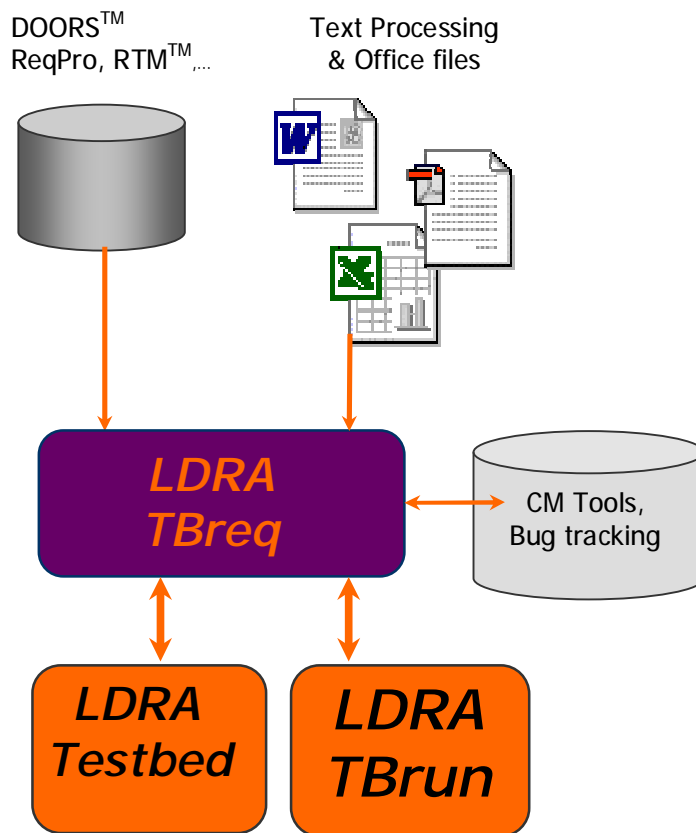 DOORS™
ReqPro, RTM™,...
Text Processing
& Office files
W
X
LDRA
TBreq
CM Tools,
Bug tracking
LDRA
Testbed
LDRA
TBrun